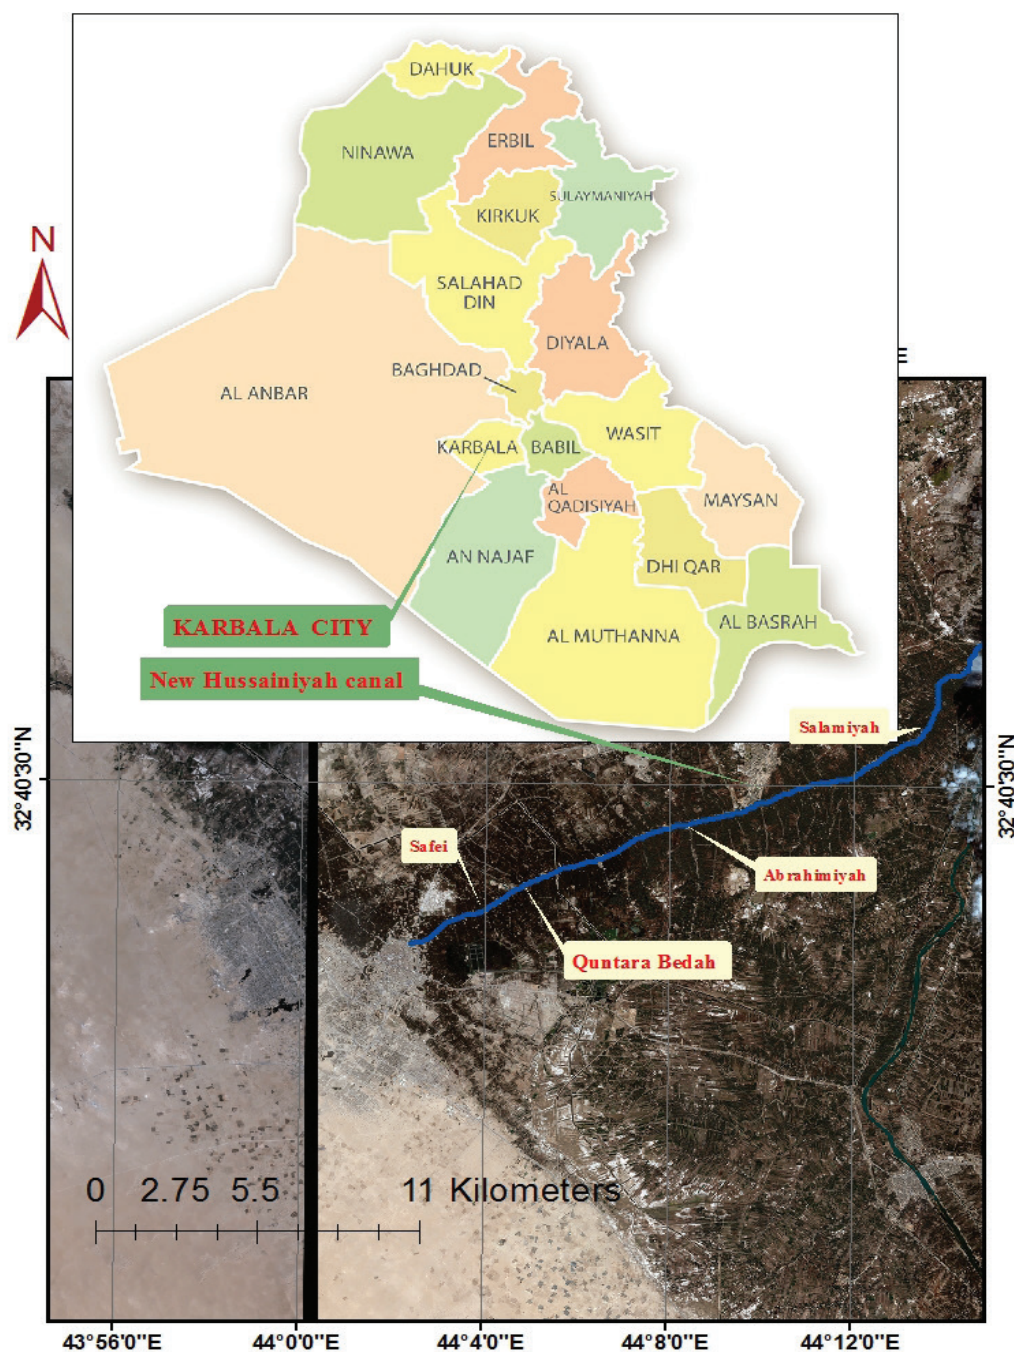 DAHUK
NINAWA
ERBIL
SULAYMANIYAH
KIRKUK
N
SALAHAD
DIN
DIYALA
E
BAGHDAD
AL ANBAR
WASIT
KARBALA
BABIL
AL
QADISIYAH
MAYSAN
AN NAJAF
DHI QAR
KARBALA CITY
AL BASRAH
AL MUTHANNA
New Hussainiyah canal
Salamiyah
32°40'30"N
32°40'30"N
Safei
Abrahimiyah
Quntara Bedah
0 2.75 5.5 11 Kilometers
43°56'0"E 44°0'0"E 44°4'0"E 44°8'0"E 44°12'0"E